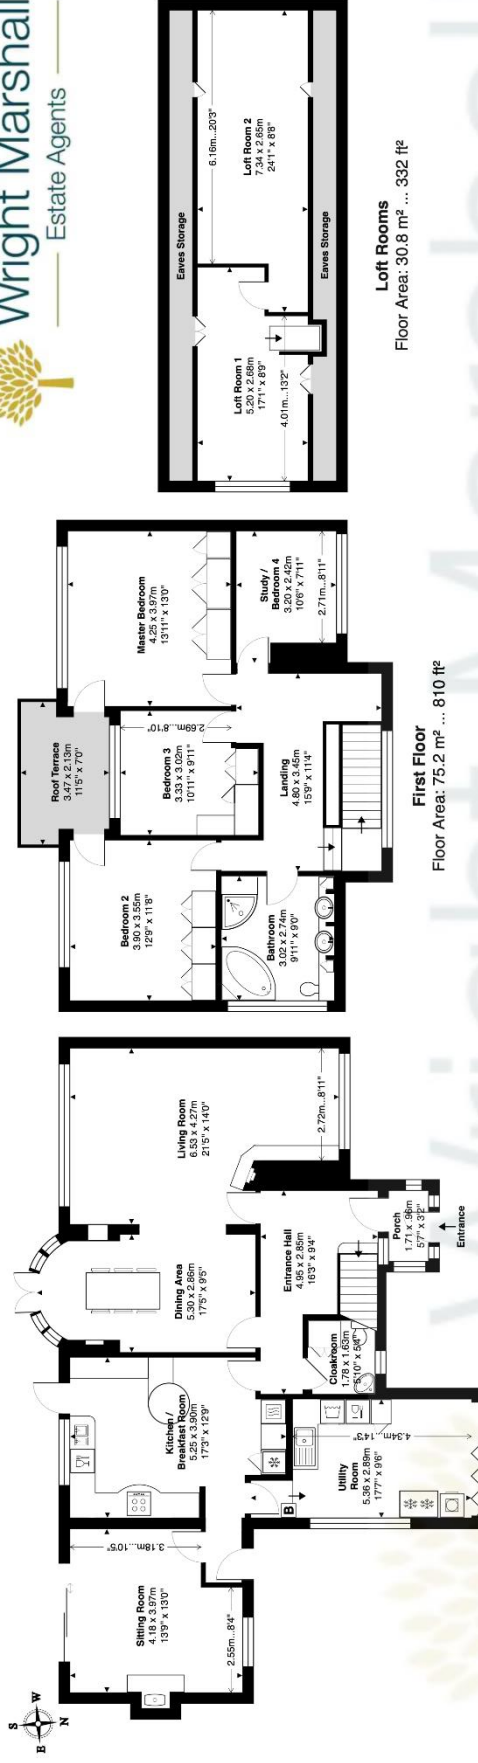 Wright Marshall
Estate Agents
S
E
W
N
Sitting Room
4.18 x 3.97m
13'9" x 13'0"
3.18m...10'5"
2.55m...8'4"
Kitchen /
Breakfast Room
5.25 x 3.90m
17'3" x 12'9"
Dining Area
5.30 x 2.86m
17'5" x 9'5"
Living Room
6.53 x 4.27m
21'5" x 14'0"
2.72m...8'11"
B
Utility
Room
5.36 x 2.89m
17'7" x 9'6"
4.34m...14'3"
Cloakroom
1.78 x 1.63m
5'10" x 5'4"
Entrance Hall
4.95 x 2.85m
16'3" x 9'4"
Porch
1.71 x .96m
5'7" x 3'2"
Entrance
Roof Terrace
3.47 x 2.13m
11'5" x 7'0"
Bedroom 2
3.90 x 3.55m
12'9" x 11'8"
Bedroom 3
3.33 x 3.02m
10'11" x 9'11"
2.69m...8'10"
Master Bedroom
4.25 x 3.97m
13'11" x 13'0"
Bathroom
3.02 x 2.74m
9'11" x 9'0"
Landing
4.80 x 3.45m
15'9" x 11'4"
Study /
Bedroom 4
3.20 x 2.42m
10'6" x 7'11"
2.71m...8'11"
First Floor
Floor Area: 75.2 m² ... 810 ft²
Eaves Storage
Loft Room 1
5.20 x 2.68m
17'1" x 8'9"
4.01m...13'2"
6.16m...20'3"
Loft Room 2
7.34 x 2.65m
24'1" x 8'8"
Eaves Storage
Loft Rooms
Floor Area: 30.8 m² ... 332 ft²